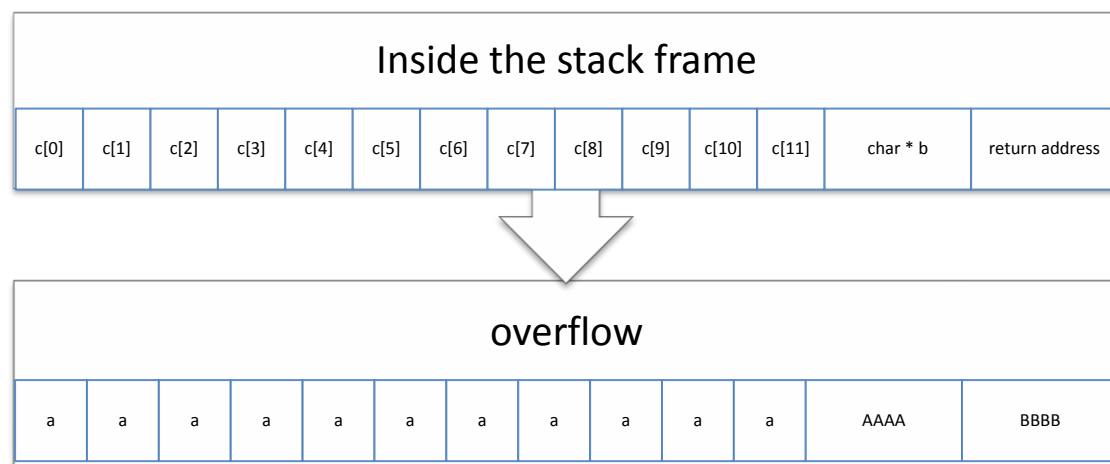 Inside the stack frame
c[0] c[1] c[2] c[3] c[4] c[5] c[6] c[7] c[8] c[9] c[10] c[11] char * b return address
overflow
a a a a a a a a a a a AAAA BBBB